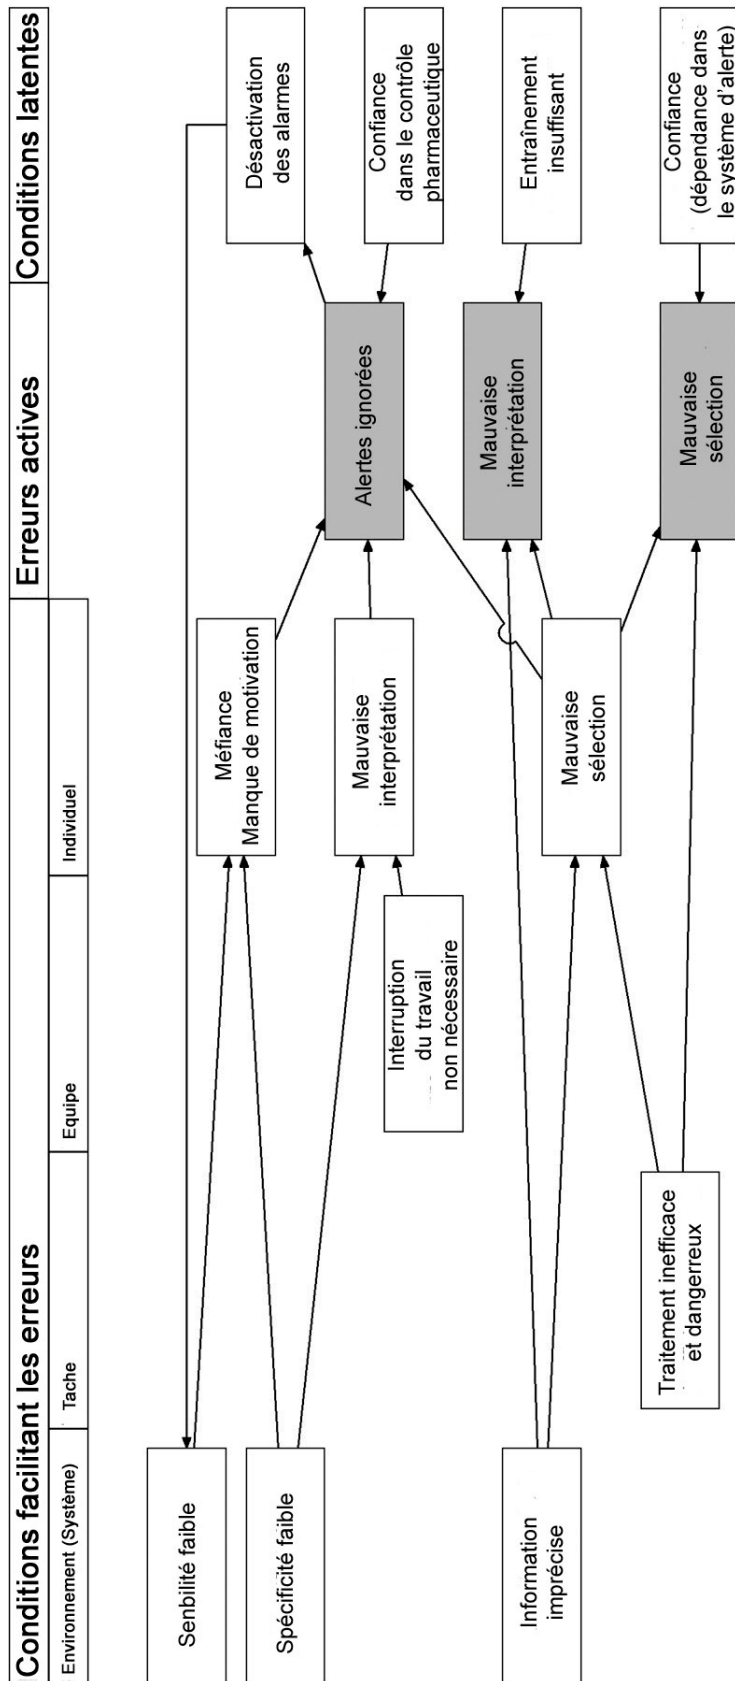 Conditions facilitant les erreurs
Erreurs actives
Conditions latentes
Environnement (Système)
Tache
Equipe
Individuel
Senbilité faible
Spécificité faible
Information
imprécise
Traitement inefficace
et dangerreux
Interruption
du travail
non nécessaire
Méfiance
Manque de motivation
Mauvaise
interprétation
Mauvaise
sélection
Alertes ignorées
Mauvaise
interprétation
Mauvaise
sélection
Désactivation
des alarmes
Confiance
dans le contrôle
pharmaceutique
Entraînement
insuffisant
Confiance
(dépendance dans
le système d'alerte)